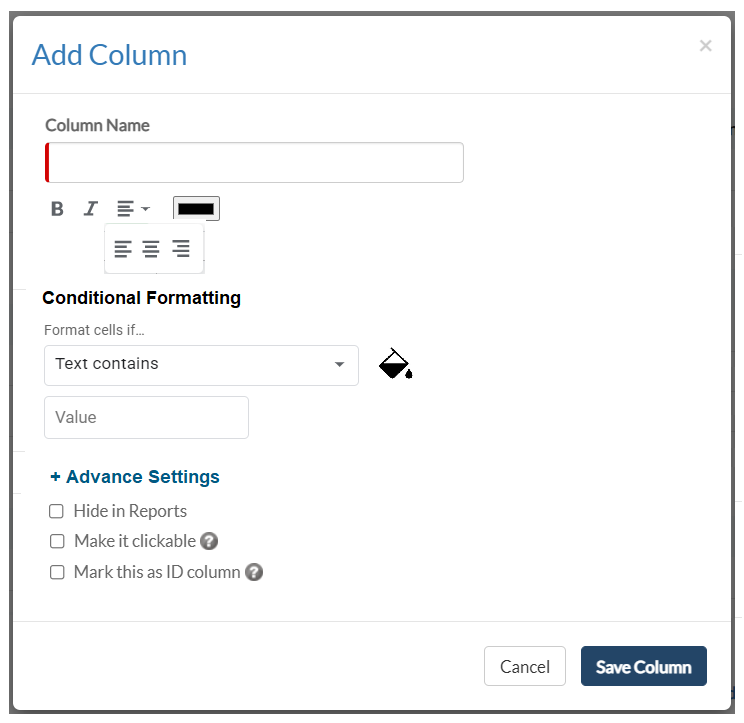 Add Column
×
Column Name
B I
Conditional Formatting
Format cells if...
Text contains
Value
+ Advance Settings
Hide in Reports
Make it clickable ?
Mark this as ID column ?
Cancel Save Column